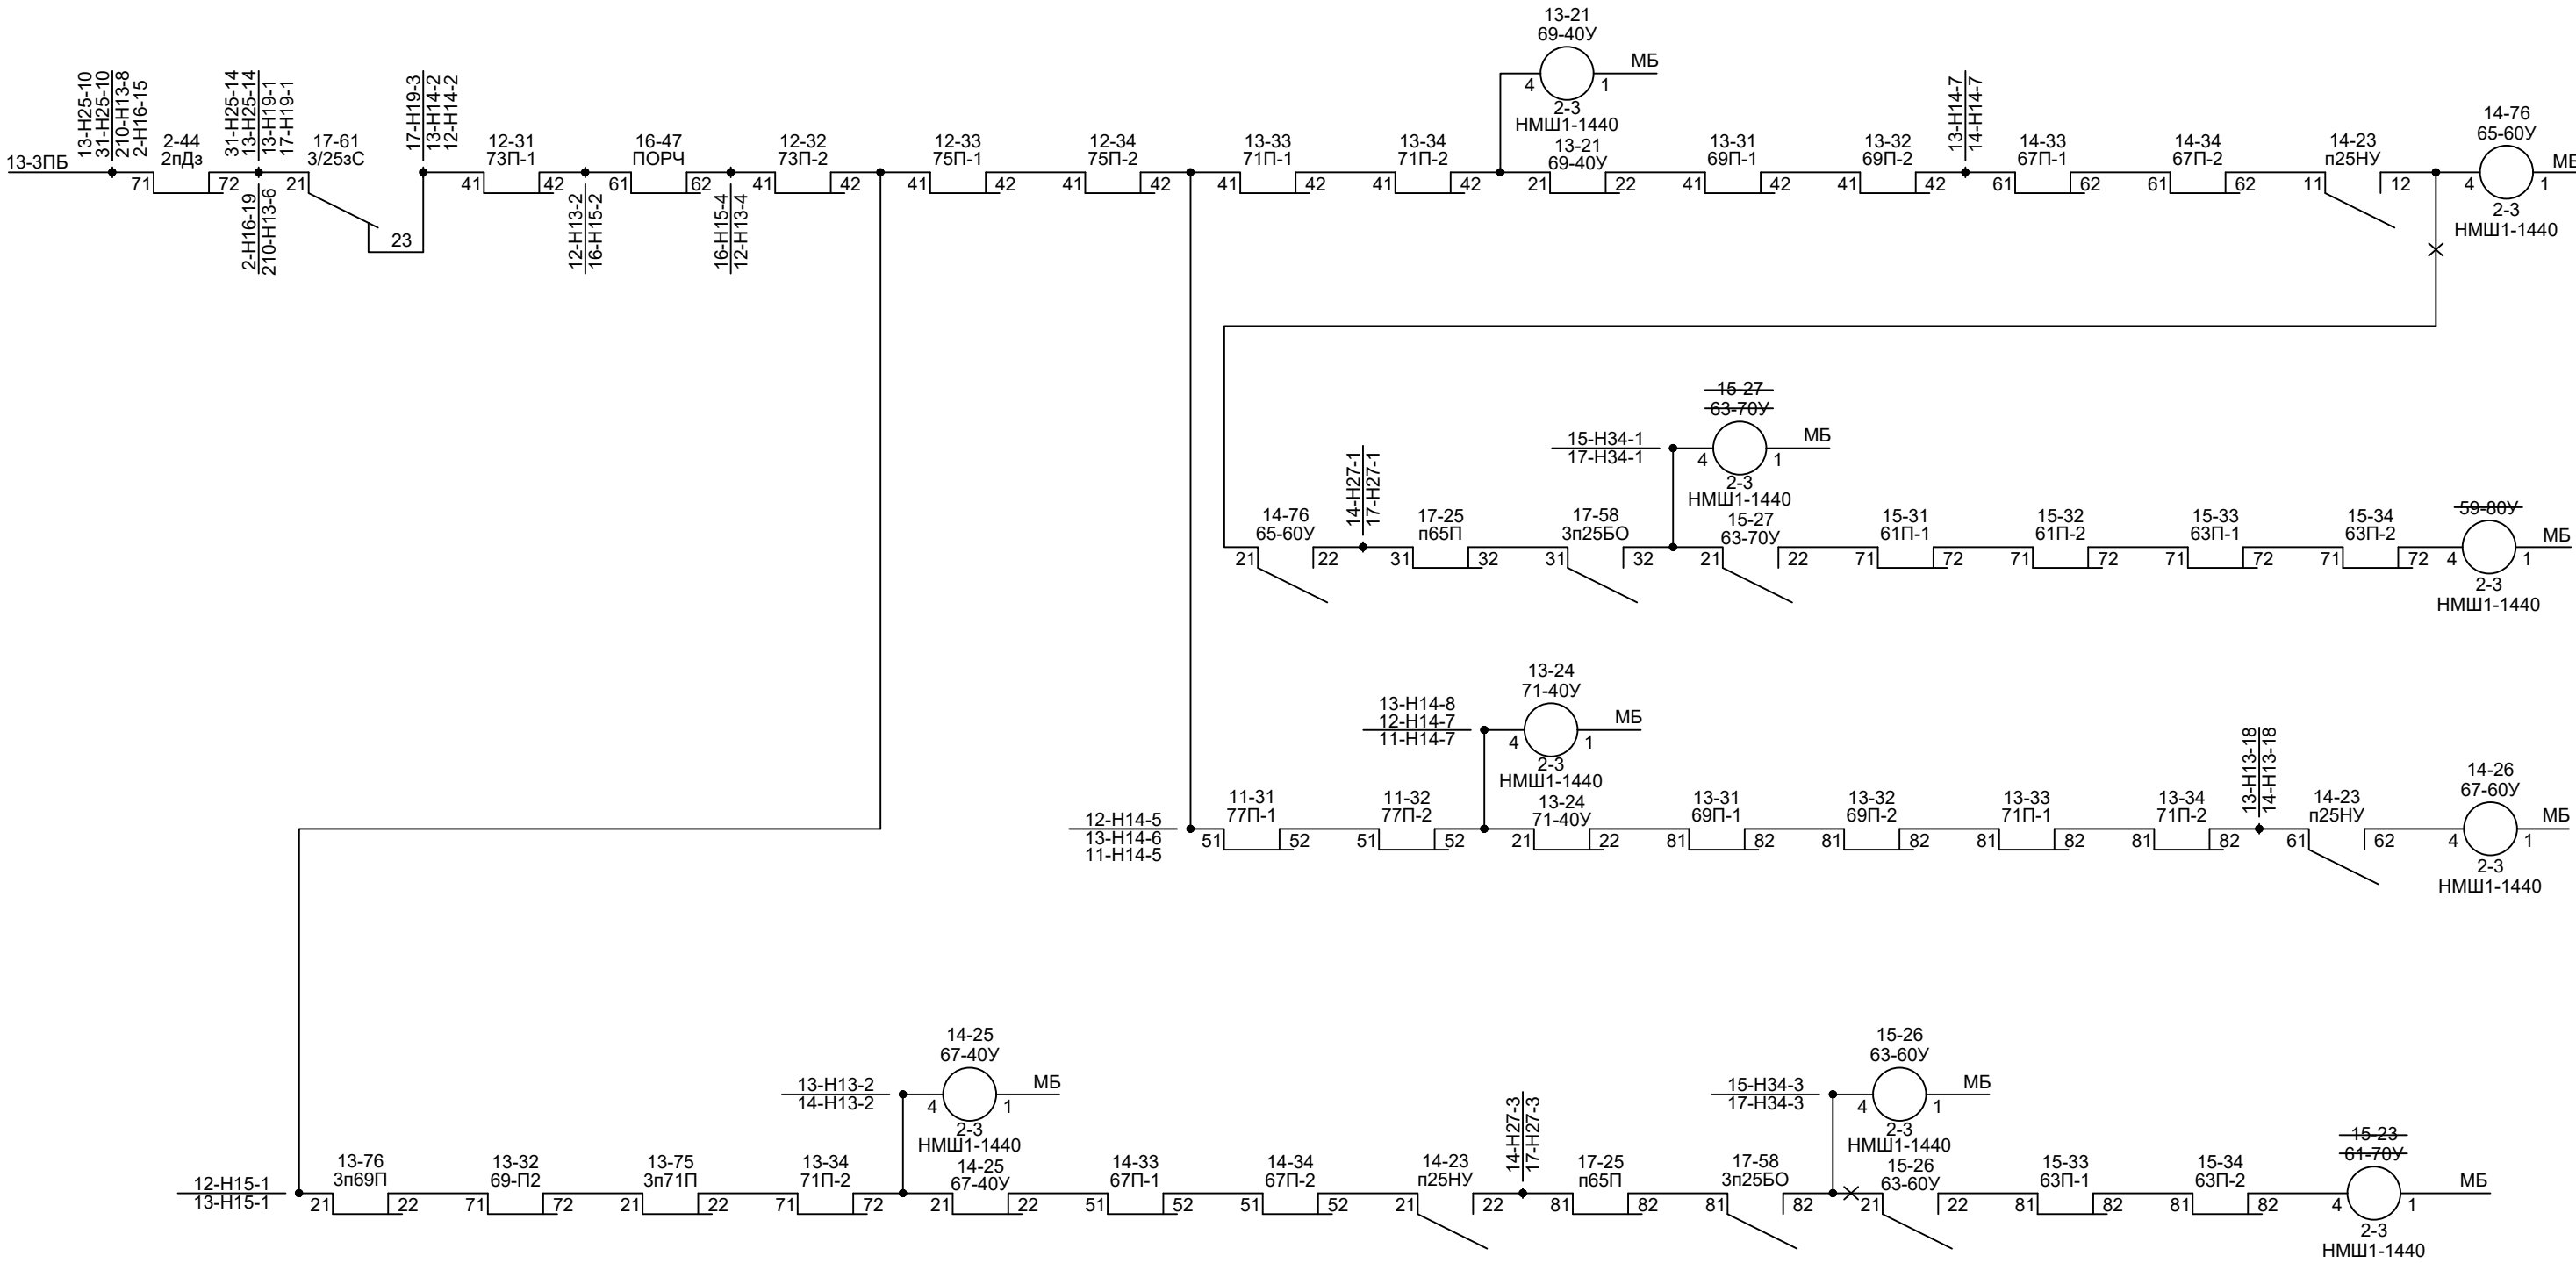 13-21
69-40У
МБ
4
1
2-3
НМШ1-1440
13-3ПБ
13-Н25-10
31-Н25-10
210-Н13-8
2-Н16-15
2-44
2пДз
71
72
31-Н25-14
13-Н25-14
13-Н19-1
17-Н19-1
2-Н16-19
210-Н13-6
17-61
3/25зС
21
23
17-Н19-3
13-Н14-2
12-Н14-2
12-31
73П-1
41
42
12-Н13-2
16-Н15-2
16-47
ПОРЧ
61
62
16-Н15-4
12-Н13-4
12-32
73П-2
41
42
12-33
75П-1
41
42
12-34
75П-2
41
42
13-33
71П-1
41
42
13-34
71П-2
41
42
13-21
69-40У
21
22
13-31
69П-1
41
42
13-32
69П-2
41
42
13-Н14-7
14-Н14-7
14-33
67П-1
61
62
14-34
67П-2
61
62
14-23
п25НУ
11
12
14-76
65-60У
4
1
МБ
2-3
НМШ1-1440
15-27
63-70У
15-Н34-1
17-Н34-1
4
1
МБ
2-3
НМШ1-1440
14-76
65-60У
21
22
14-Н27-1
17-Н27-1
17-25
п65П
31
32
17-58
3п25БО
31
32
15-27
63-70У
21
22
15-31
61П-1
71
72
15-32
61П-2
71
72
15-33
63П-1
71
72
15-34
63П-2
71
72
59-80У
4
1
МБ
2-3
НМШ1-1440
13-24
71-40У
13-Н14-8
12-Н14-7
11-Н14-7
4
1
МБ
2-3
НМШ1-1440
12-Н14-5
13-Н14-6
11-Н14-5
11-31
77П-1
51
52
11-32
77П-2
51
52
13-24
71-40У
21
22
13-31
69П-1
81
82
13-32
69П-2
81
82
13-33
71П-1
81
82
13-34
71П-2
81
82
13-Н13-18
14-Н13-18
14-23
п25НУ
61
62
14-26
67-60У
4
1
МБ
2-3
НМШ1-1440
14-25
67-40У
13-Н13-2
14-Н13-2
4
1
МБ
2-3
НМШ1-1440
15-26
63-60У
15-Н34-3
17-Н34-3
4
1
МБ
2-3
НМШ1-1440
12-Н15-1
13-Н15-1
13-76
3п69П
21
22
13-32
69-П2
71
72
13-75
3п71П
21
22
13-34
71П-2
71
72
14-25
67-40У
21
22
14-33
67П-1
51
52
14-34
67П-2
51
52
14-23
п25НУ
21
22
14-Н27-3
17-Н27-3
17-25
п65П
81
82
17-58
3п25БО
81
82
15-26
63-60У
21
22
15-33
63П-1
81
82
15-34
63П-2
81
82
15-23
61-70У
4
1
МБ
2-3
НМШ1-1440